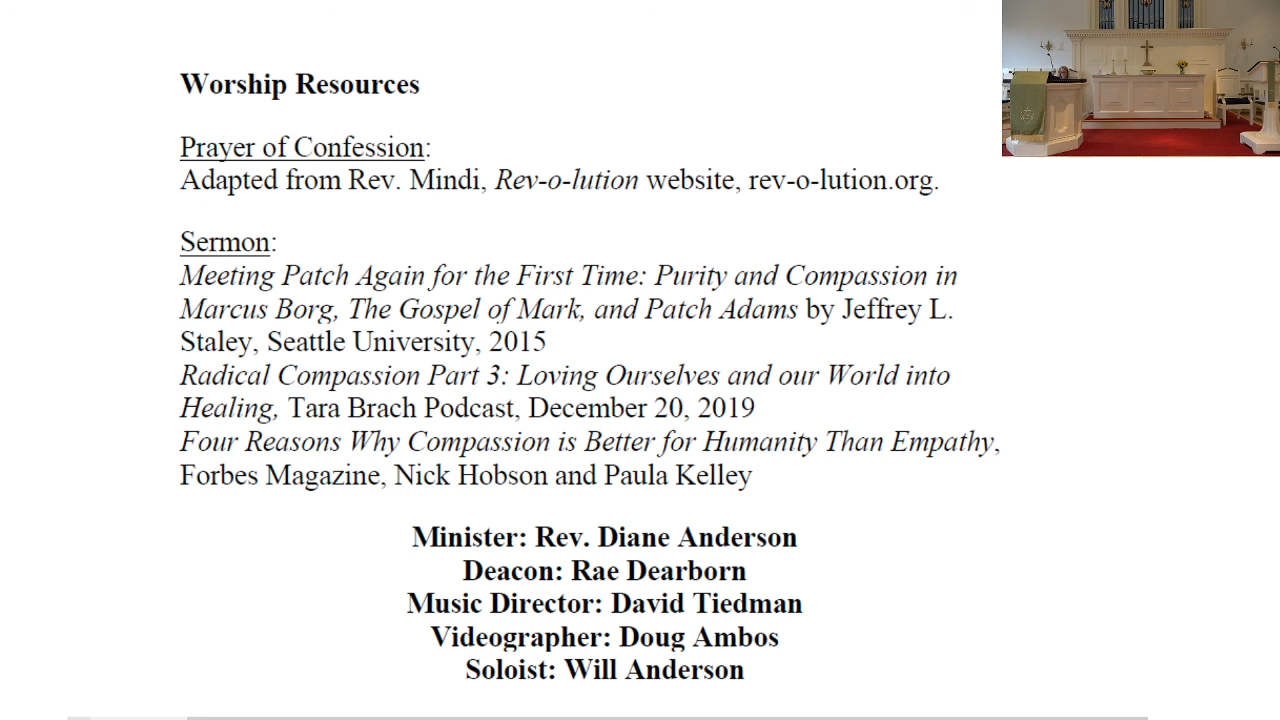 Worship Resources
Prayer of Confession:
Adapted from Rev. Mindi, Rev-o-lution website, rev-o-lution.org.
Sermon:
Meeting Patch Again for the First Time: Purity and Compassion in
Marcus Borg, The Gospel of Mark, and Patch Adams by Jeffrey L.
Staley, Seattle University, 2015
Radical Compassion Part 3: Loving Ourselves and our World into
Healing, Tara Brach Podcast, December 20, 2019
Four Reasons Why Compassion is Better for Humanity Than Empathy,
Forbes Magazine, Nick Hobson and Paula Kelley
Minister: Rev. Diane Anderson
Deacon: Rae Dearborn
Music Director: David Tiedman
Videographer: Doug Ambos
Soloist: Will Anderson